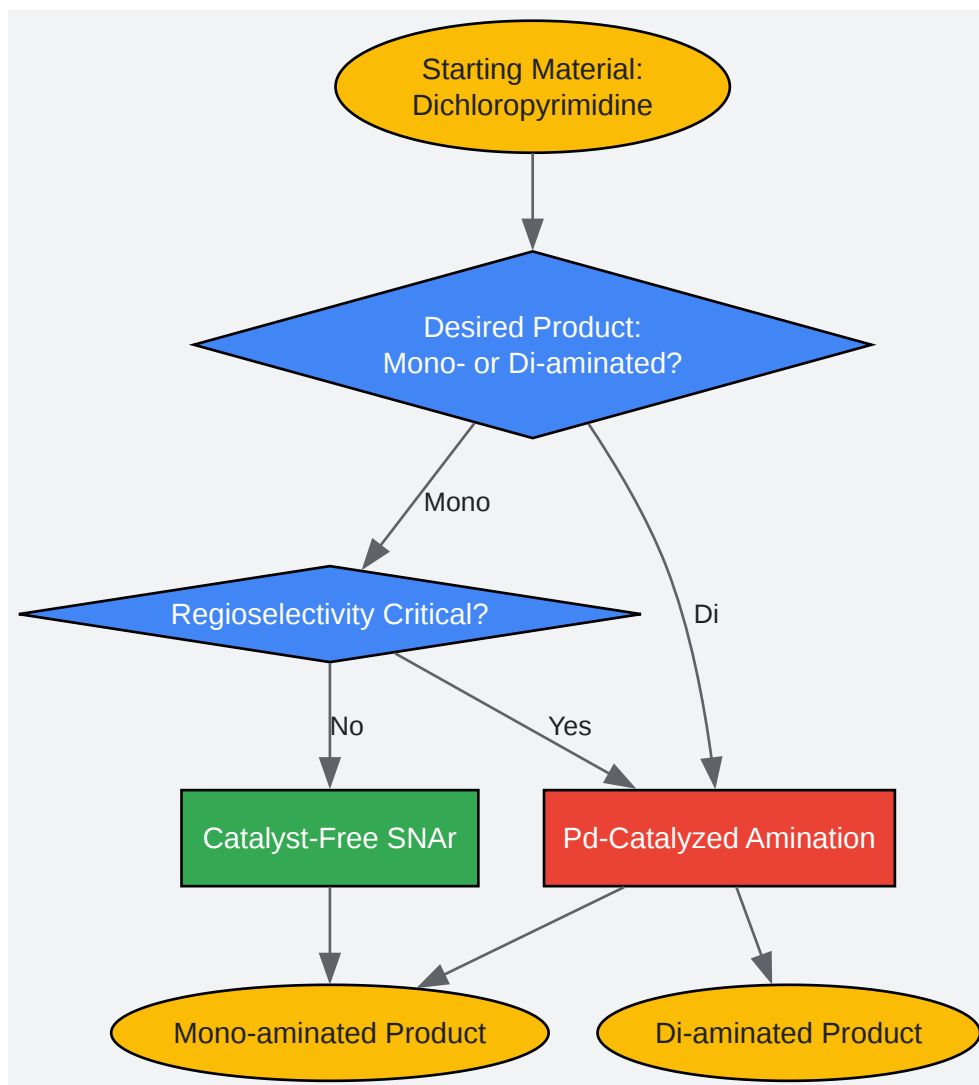 Starting Material:
Dichloropyrimidine
Desired Product:
Mono- or Di-aminated?
Mono
Di
Regioselectivity Critical?
No
Yes
Catalyst-Free SNAr
Pd-Catalyzed Amination
Mono-aminated Product
Di-aminated Product